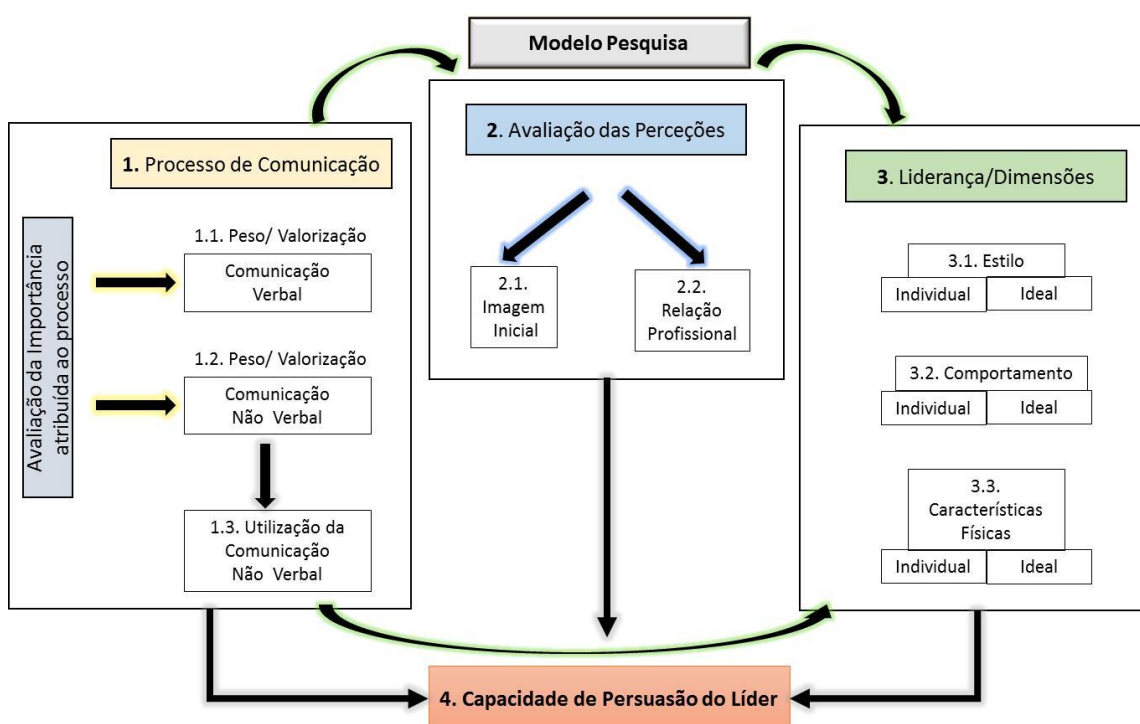 Modelo Pesquisa
1. Processo de Comunicação
Avaliação da Importância
atribuída ao processo
1.1. Peso/ Valorização
Comunicação
Verbal
1.2. Peso/ Valorização
Comunicação
Não Verbal
1.3. Utilização da
Comunicação
Não Verbal
2. Avaliação das Perceções
2.1.
Imagem
Inicial
2.2.
Relação
Profissional
3. Liderança/Dimensões
3.1. Estilo
Individual Ideal
3.2. Comportamento
Individual Ideal
3.3.
Características
Físicas
Individual Ideal
4. Capacidade de Persuasão do Líder